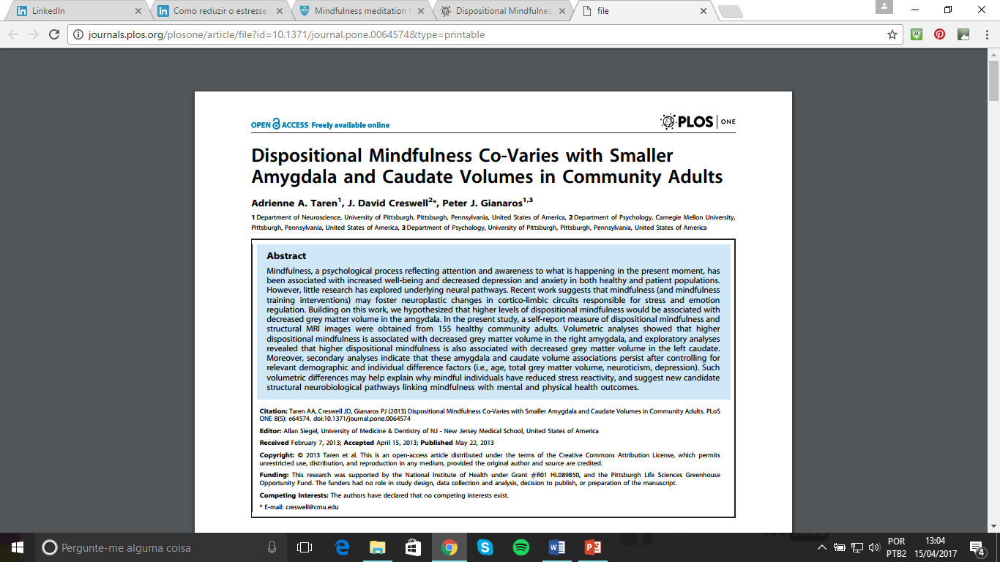 LinkedIn
Como reduzir o estresse
Mindfulness meditation
Dispositional Mindfulnes
file
journals.plos.org/plosone/article/file?id=10.1371/journal.pone.0064574&type=printable
OPEN ACCESS Freely available online
PLOS ONE
Dispositional Mindfulness Co-Varies with Smaller
Amygdala and Caudate Volumes in Community Adults
Adrienne A. Taren1, J. David Creswell2*, Peter J. Gianaros1,3
1 Department of Neuroscience, University of Pittsburgh, Pittsburgh, Pennsylvania, United States of America, 2 Department of Psychology, Carnegie Mellon University,
Pittsburgh, Pennsylvania, United States of America, 3 Department of Psychology, University of Pittsburgh, Pittsburgh, Pennsylvania, United States of America
Abstract
Mindfulness, a psychological process reflecting attention and awareness to what is happening in the present moment, has
been associated with increased well-being and decreased depression and anxiety in both healthy and patient populations.
However, little research has explored underlying neural pathways. Recent work suggests that mindfulness (and mindfulness
training interventions) may foster neuroplastic changes in cortico-limbic circuits responsible for stress and emotion
regulation. Building on this work, we hypothesized that higher levels of dispositional mindfulness would be associated with
decreased grey matter volume in the amgydala. In the present study, a self-report measure of dispositional mindfulness and
structural MRI images were obtained from 155 healthy community adults. Volumetric analyses showed that higher
dispositional mindfulness is associated with decreased grey matter volume in the right amygdala, and exploratory analyses
revealed that higher dispositional mindfulness is also associated with decreased grey matter volume in the left caudate.
Moreover, secondary analyses indicate that these amygdala and caudate volume associations persist after controlling for
relevant demographic and individual difference factors (i.e., age, total grey matter volume, neuroticism, depression). Such
volumetric differences may help explain why mindful individuals have reduced stress reactivity, and suggest new candidate
structural neurobiological pathways linking mindfulness with mental and physical health outcomes.
Citation: Taren AA, Creswell JD, Gianaros PJ (2013) Dispositional Mindfulness Co-Varies with Smaller Amygdala and Caudate Volumes in Community Adults. PLoS
ONE 8(5): e64574. doi:10.1371/journal.pone.0064574
Editor: Allan Siegel, University of Medicine & Dentistry of NJ - New Jersey Medical School, United States of America
Received February 7, 2013; Accepted April 15, 2013; Published May 22, 2013
Copyright: © 2013 Taren et al. This is an open-access article distributed under the terms of the Creative Commons Attribution License, which permits
unrestricted use, distribution, and reproduction in any medium, provided the original author and source are credited.
Funding: This research was supported by the National Institute of Health under Grant #R01 HL089850, and the Pittsburgh Life Sciences Greenhouse
Opportunity Fund. The funders had no role in study design, data collection and analysis, decision to publish, or preparation of the manuscript.
Competing Interests: The authors have declared that no competing interests exist.
* E-mail: creswell@cmu.edu
Pergunte-me alguma coisa
POR
PTB2
13:04
15/04/2017
4